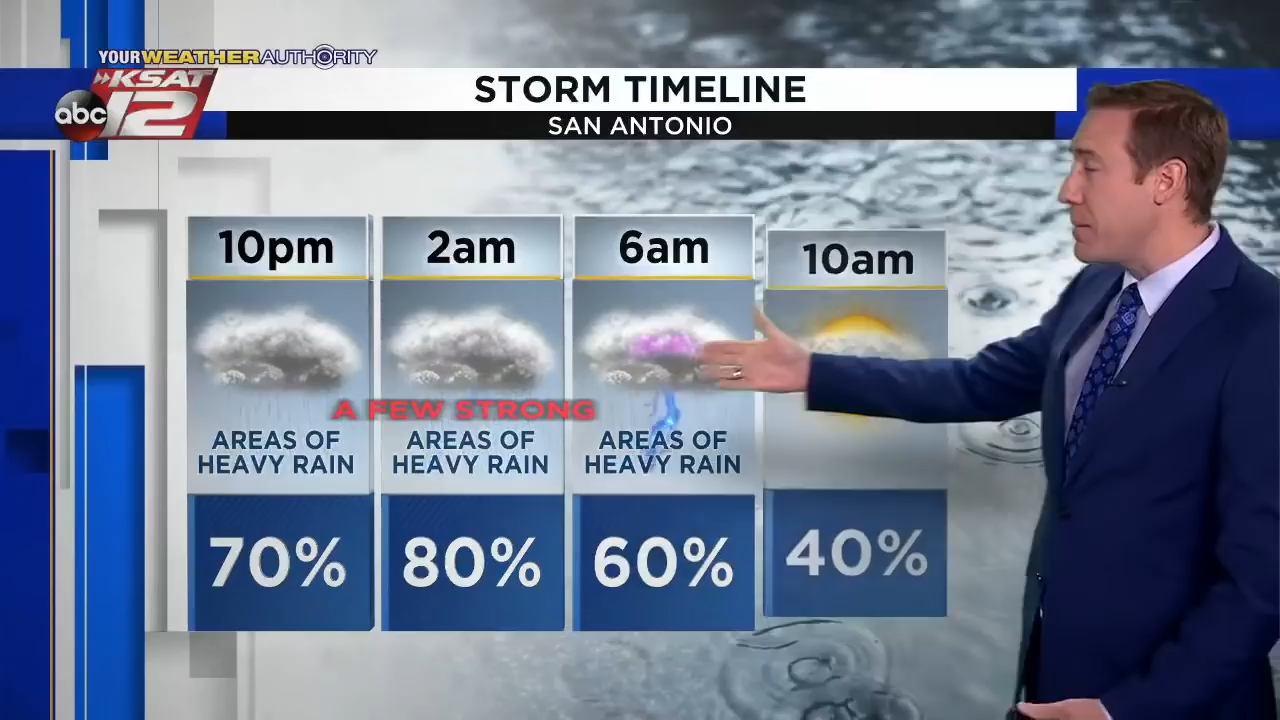 YOUR WEATHER AUTHORITY
KSAT
abc 12
STORM TIMELINE
SAN ANTONIO
10pm 2am 6am 10am
A FEW STRONG
AREAS OF AREAS OF AREAS OF
HEAVY RAIN HEAVY RAIN HEAVY RAIN
70% 80% 60% 40%